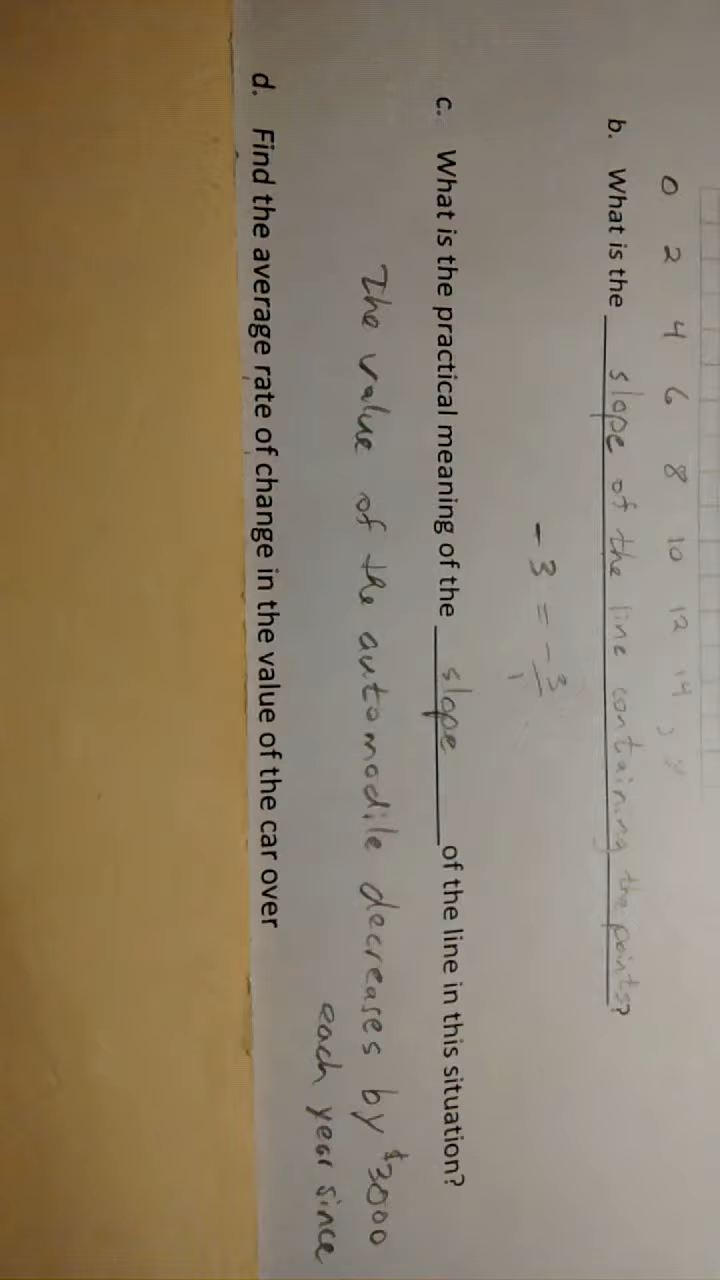 0 2 4 6 8 10 12 14
b. What is the slope of the line containing the points?
- 3 = - 3/1
c. What is the practical meaning of the slope of the line in this situation?
The value of the automodile decreases by $3000
each year since
d. Find the average rate of change in the value of the car over